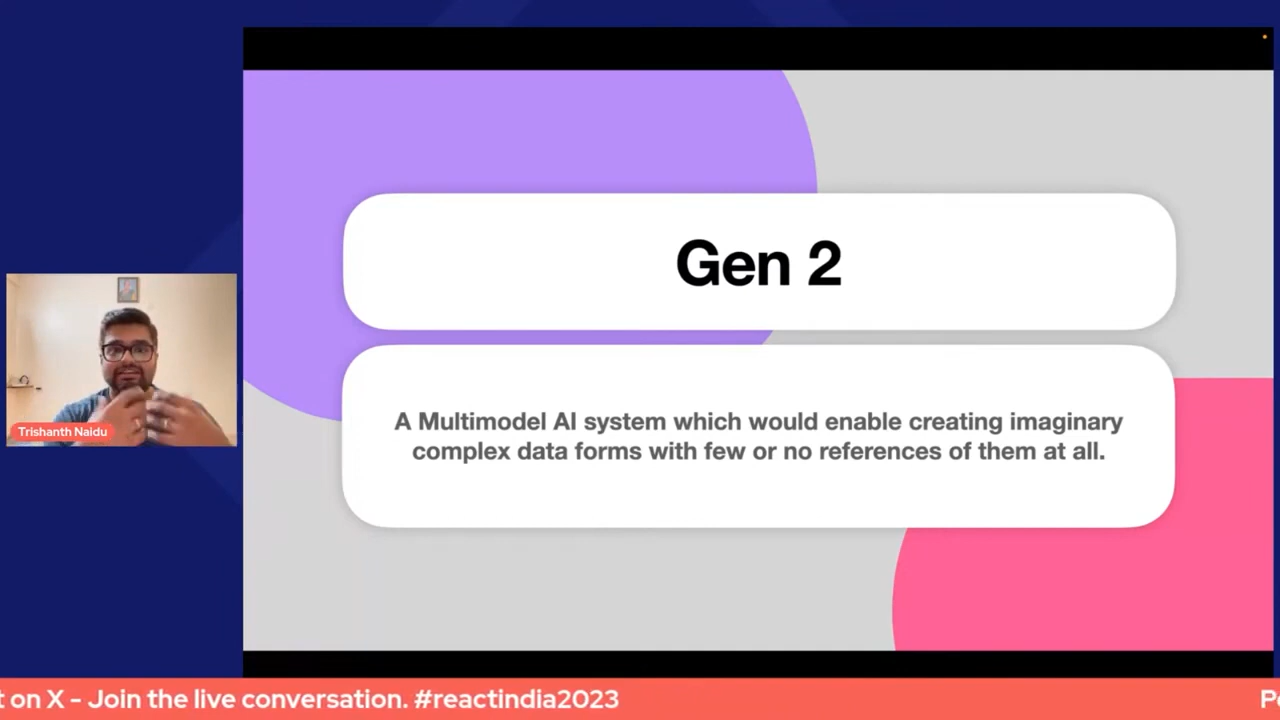 Gen 2
A Multimodel AI system which would enable creating imaginary
complex data forms with few or no references of them at all.
Trishanth Naidu
t on X - Join the live conversation. #reactindia2023